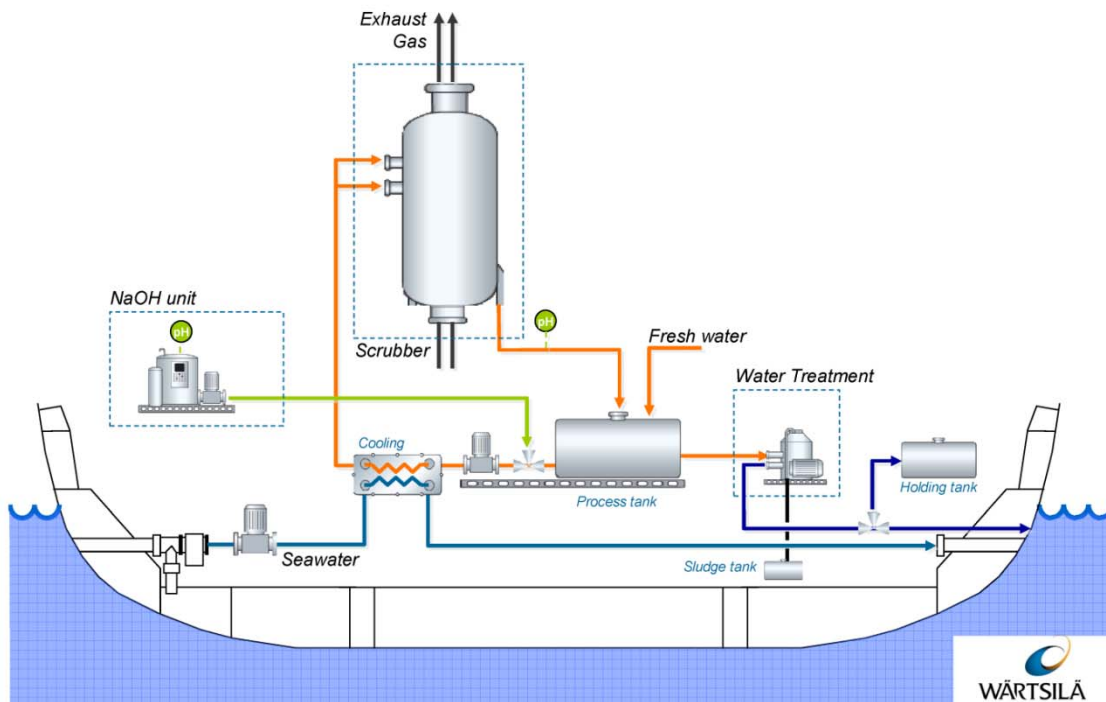 Exhaust
Gas
NaOH unit
pH
Scrubber
pH
Fresh water
Water Treatment
Cooling
Process tank
Holding tank
Seawater
Sludge tank
WÄRTSILÄ